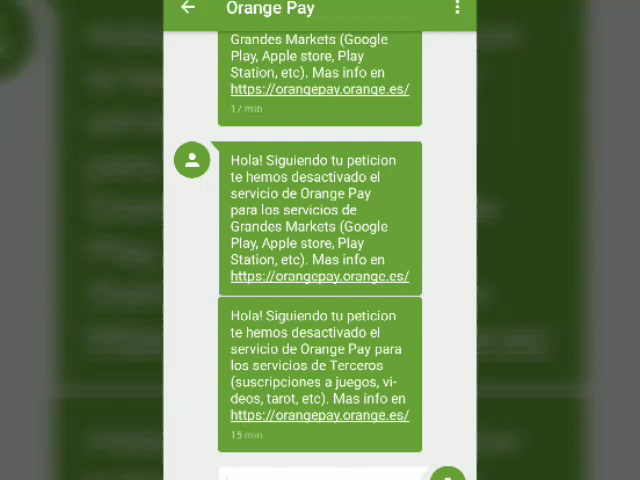 Orange Pay
Grandes Markets (Google
Play, Apple store, Play
Station, etc). Mas info en
https://orangepay.orange.es/
17 min
Hola! Siguiendo tu peticion
te hemos desactivado el
servicio de Orange Pay
para los servicios de
Grandes Markets (Google
Play, Apple store, Play
Station, etc). Mas info en
https://orangepay.orange.es/
Hola! Siguiendo tu peticion
te hemos desactivado el
servicio de Orange Pay para
los servicios de Terceros
(suscripciones a juegos, vi-
deos, tarot, etc). Mas info en
https://orangepay.orange.es/
15 min